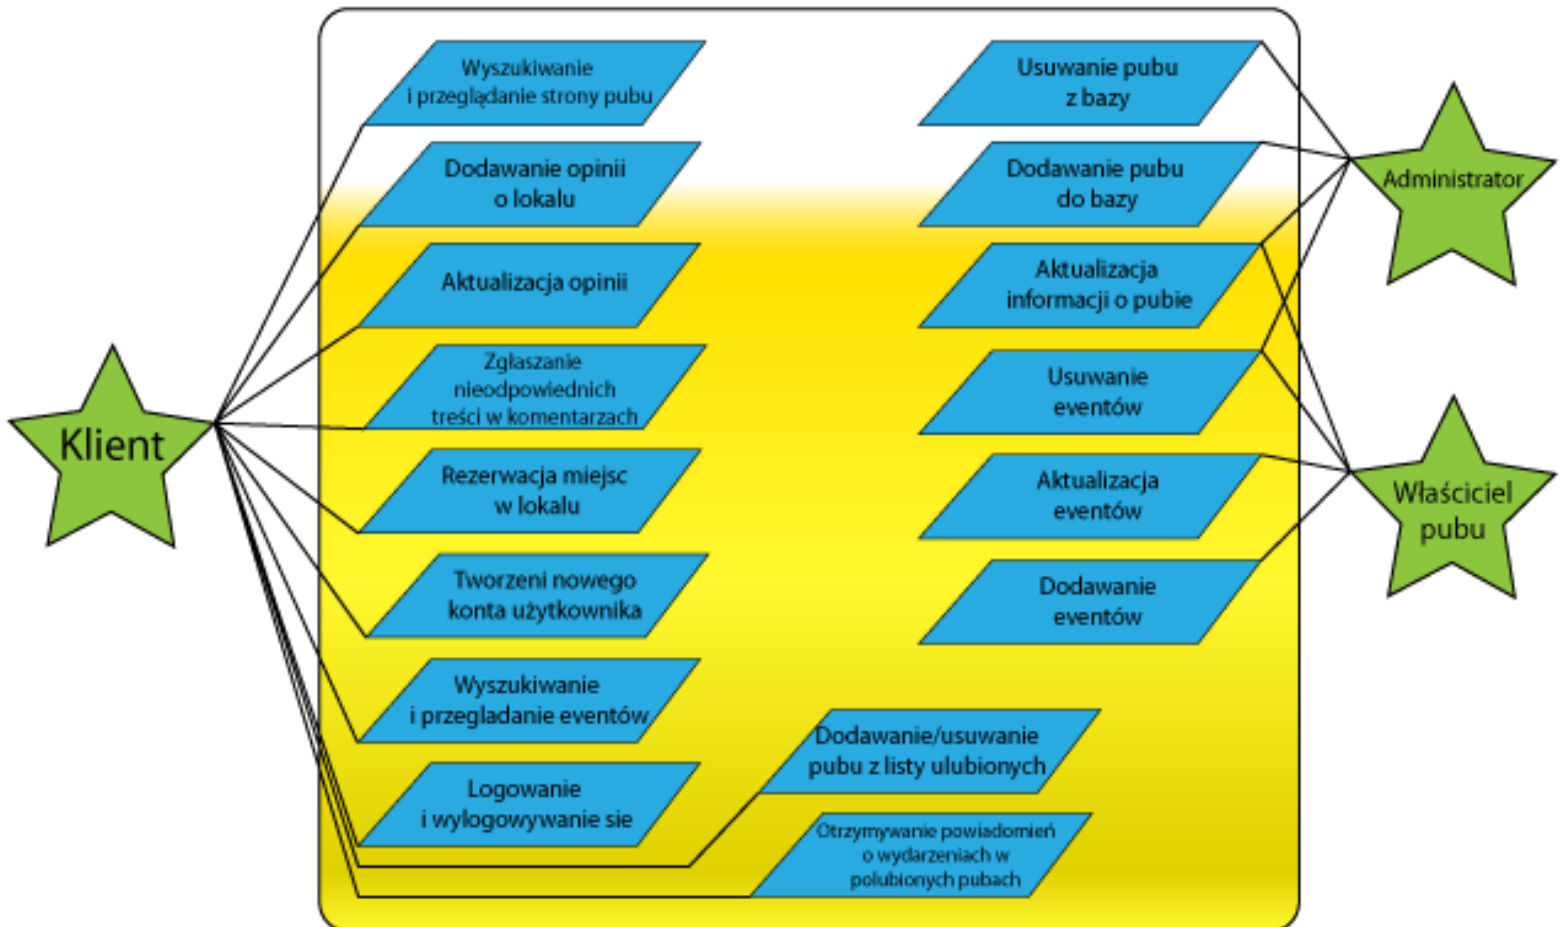 Wyszukiwanie
i przeglądanie strony pubu
Dodawanie opinii
o lokalu
Aktualizacja opinii
Zgłaszanie
nieodpowiednich
treści w komentarzach
Rezerwacja miejsc
w lokalu
Tworzeni nowego
konta użytkownika
Wyszukiwanie
i przegladanie eventów
Logowanie
i wylogowywanie sie
Dodawanie/usuwanie
pubu z listy ulubionych
Otrzymywanie powiadomień
o wydarzeniach w
polubionych pubach
Usuwanie pubu
z bazy
Dodawanie pubu
do bazy
Aktualizacja
informacji o pubie
Usuwanie
eventów
Aktualizacja
eventów
Dodawanie
eventów
Klient
Administrator
Właściciel
pubu